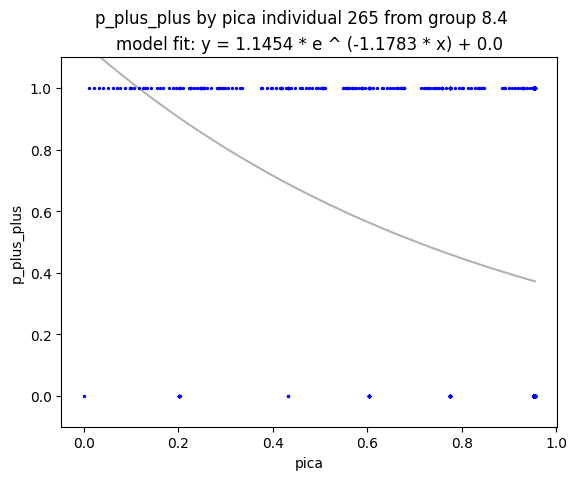 p_plus_plus by pica individual 265 from group 8.4
model fit: y = 1.1454 * e ^ (-1.1783 * x) + 0.0
1.0
0.8
0.6
0.4
0.2
0.0
p_plus_plus
0.0 0.2 0.4 0.6 0.8 1.0
pica